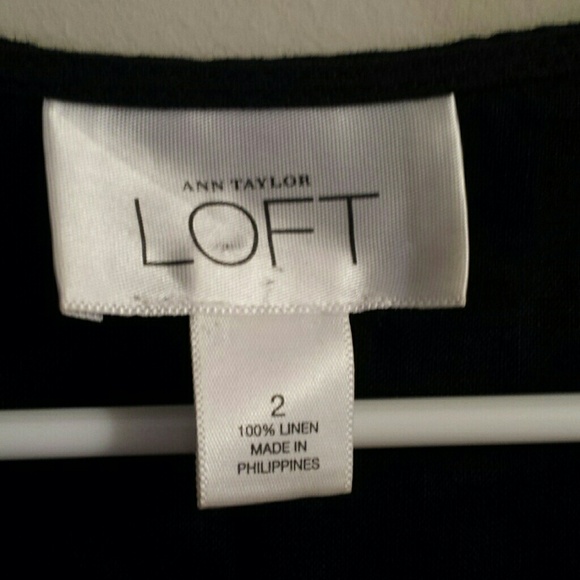 ANN TAYLOR
LOFT
2
100% LINEN
MADE IN
PHILIPPINES